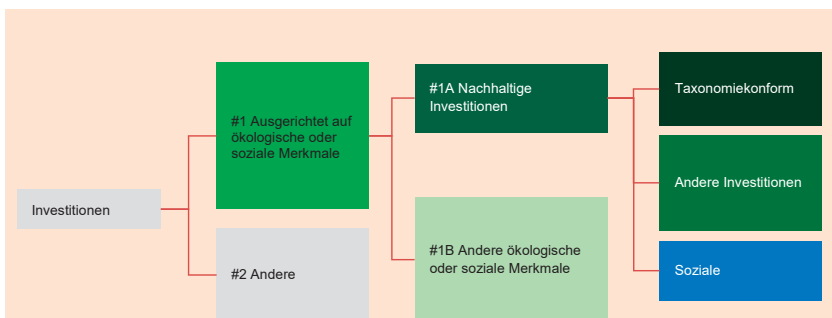 Investitionen
#1 Ausgerichtet auf
ökologische oder
soziale Merkmale
#2 Andere
#1A Nachhaltige
Investitionen
#1B Andere ökologische
oder soziale Merkmale
Taxonomiekonform
Andere Investitionen
Soziale